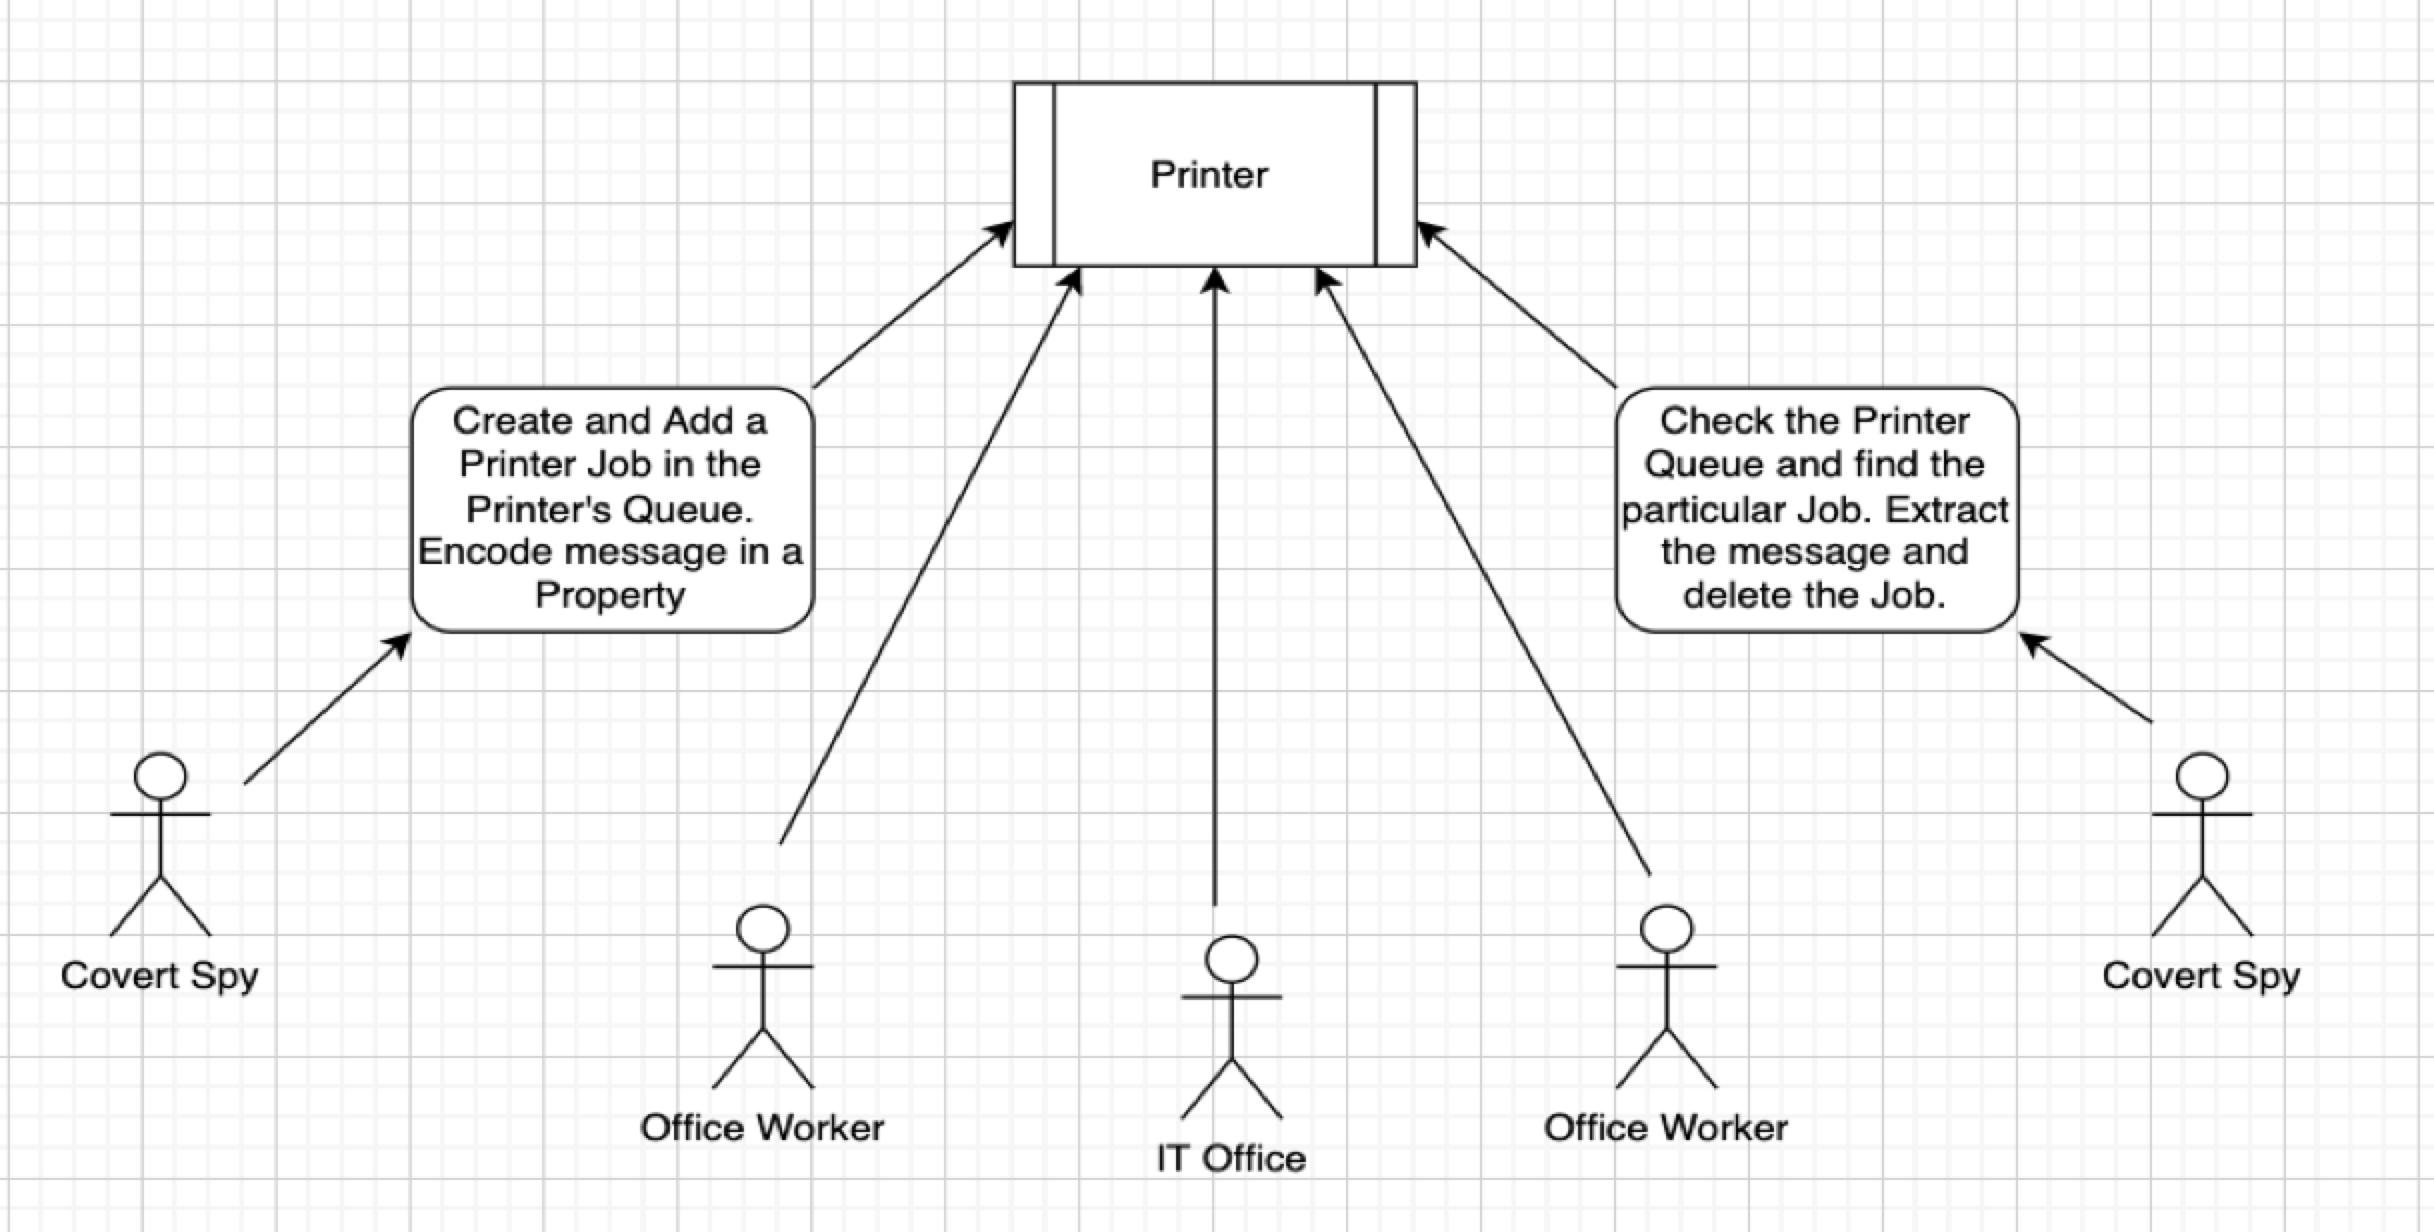 Printer
Create and Add a
Printer Job in the
Printer's Queue.
Encode message in a
Property
Check the Printer
Queue and find the
particular Job. Extract
the message and
delete the Job.
Covert Spy
Covert Spy
Office Worker
Office Worker
IT Office